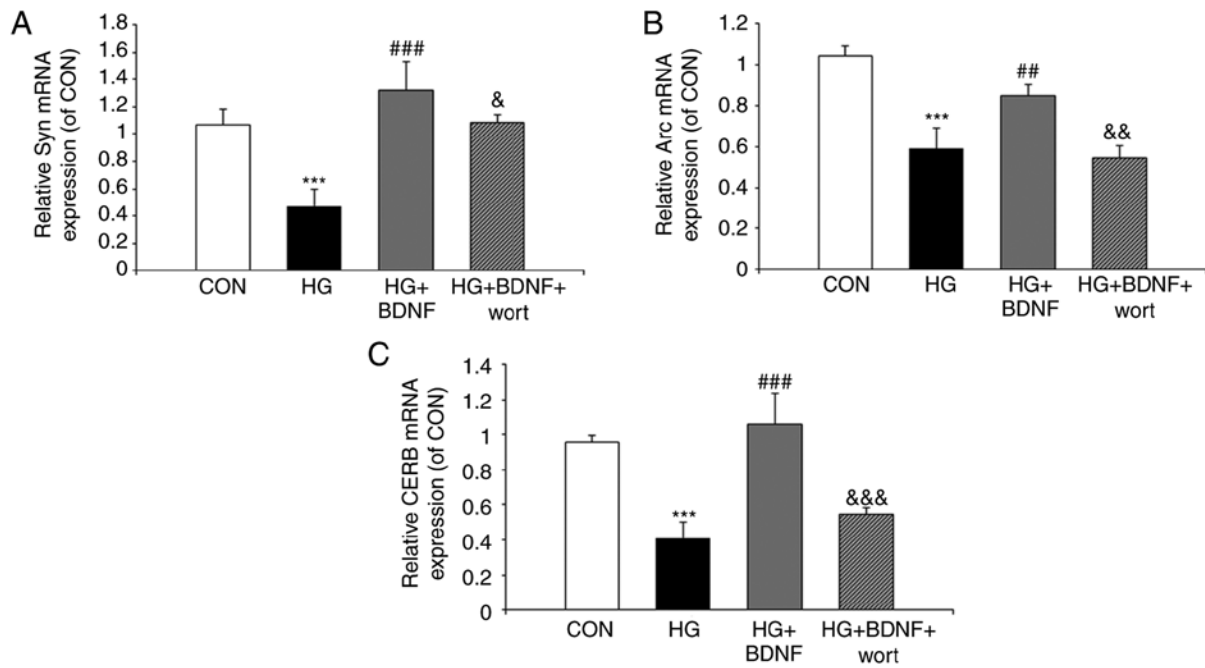 A
Relative Syn mRNA
expression (of CON)
1.8
1.6
1.4
1.2
1
0.8
0.6
0.4
0.2
0
***
###
&
CON
HG
HG+
BDNF
HG+BDNF+
wort
B
Relative Arc mRNA
expression (of CON)
1.2
1
0.8
0.6
0.4
0.2
0
***
##
&&
CON
HG
HG+
BDNF
HG+BDNF+
wort
C
Relative CERB mRNA
expression (of CON)
1.4
1.2
1
0.8
0.6
0.4
0.2
0
***
###
&&&
CON
HG
HG+
BDNF
HG+BDNF+
wort